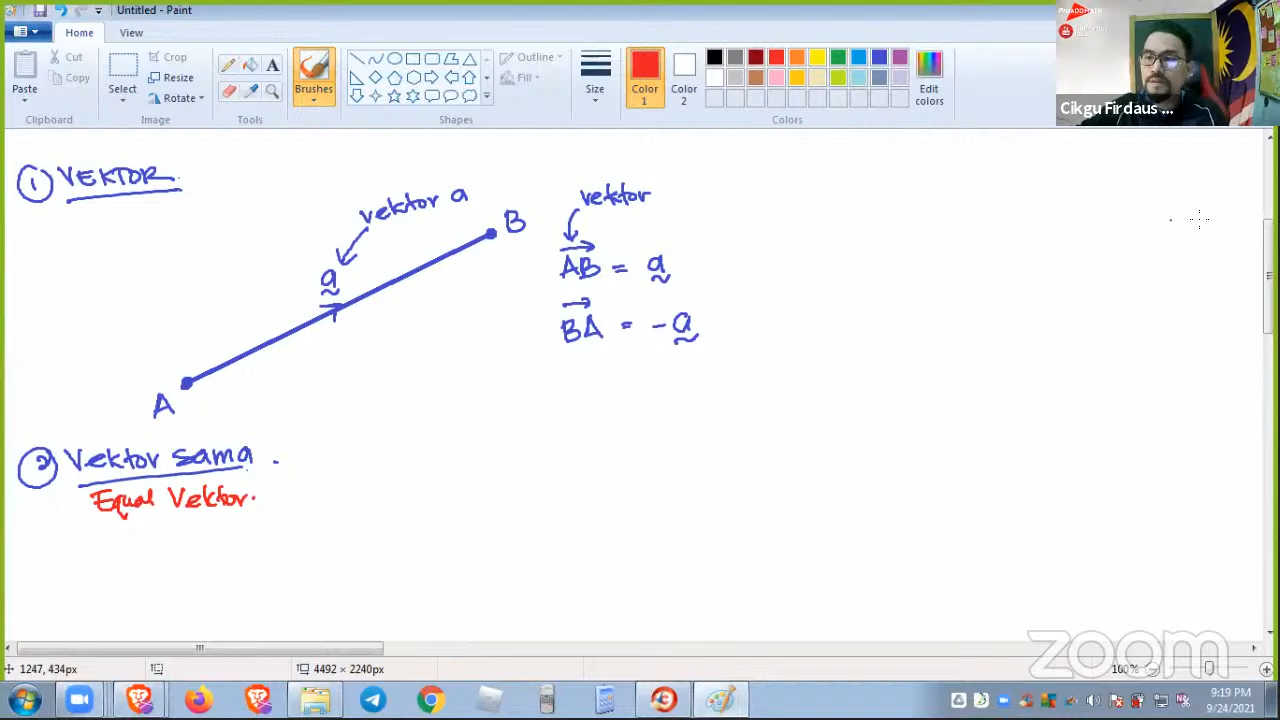 Untitled - Paint
Home View
Cut
Copy
Paste
Clipboard
Crop
Resize
Rotate
Select
Image
Tools
Brushes
Outline
Fill
Shapes
Size
Color 1
Color 2
Edit colors
Colors
Cikgu Firdaus ...
1 VEKTOR
vektor a
a
B
A
vektor
AB = a
BA = -a
2 Vektor sama.
Equal Vektor.
zoom
1247, 434px
4492 × 2240px
100%
9:19 PM
9/24/2021